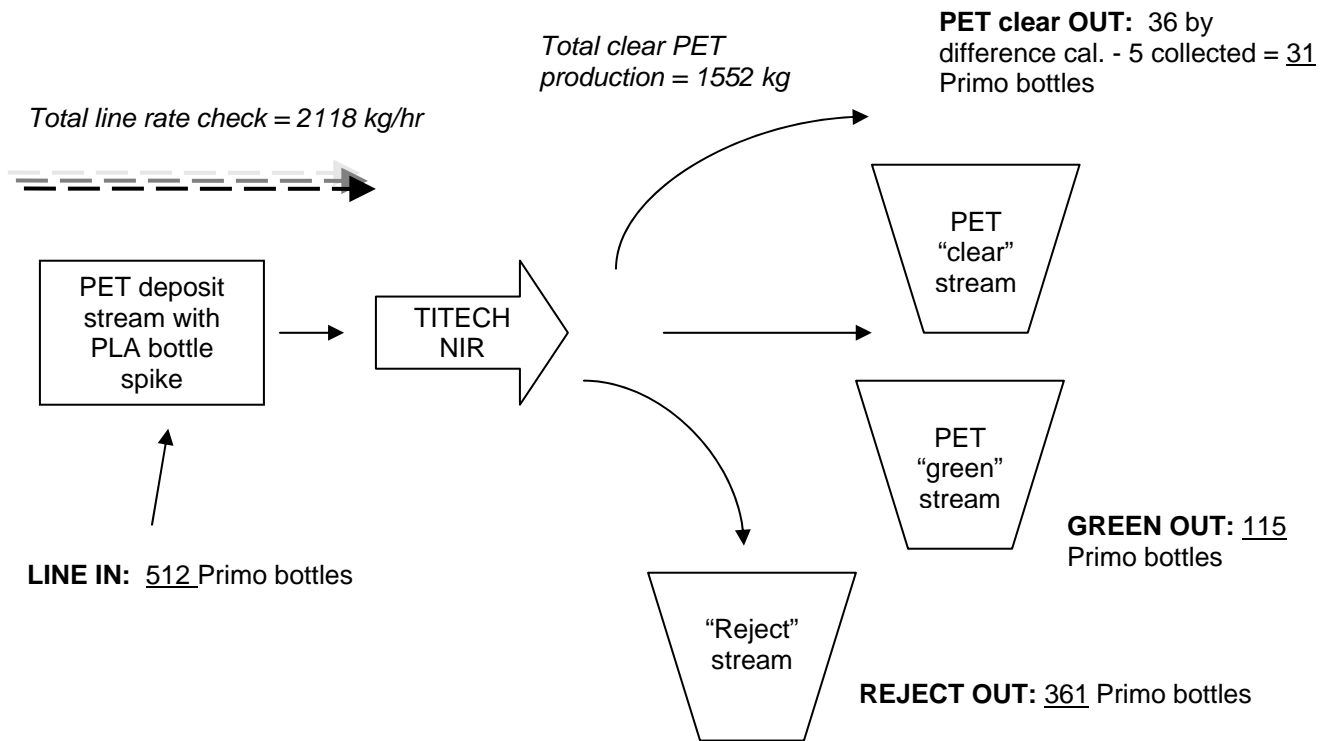 PET clear OUT: 36 by
difference cal. - 5 collected = 31
Primo bottles
Total clear PET
production = 1552 kg
Total line rate check = 2118 kg/hr
PET deposit
stream with
PLA bottle
spike
TITECH
NIR
PET
“clear”
stream
PET
“green”
stream
GREEN OUT: 115
Primo bottles
LINE IN: 512 Primo bottles
“Reject”
stream
REJECT OUT: 361 Primo bottles